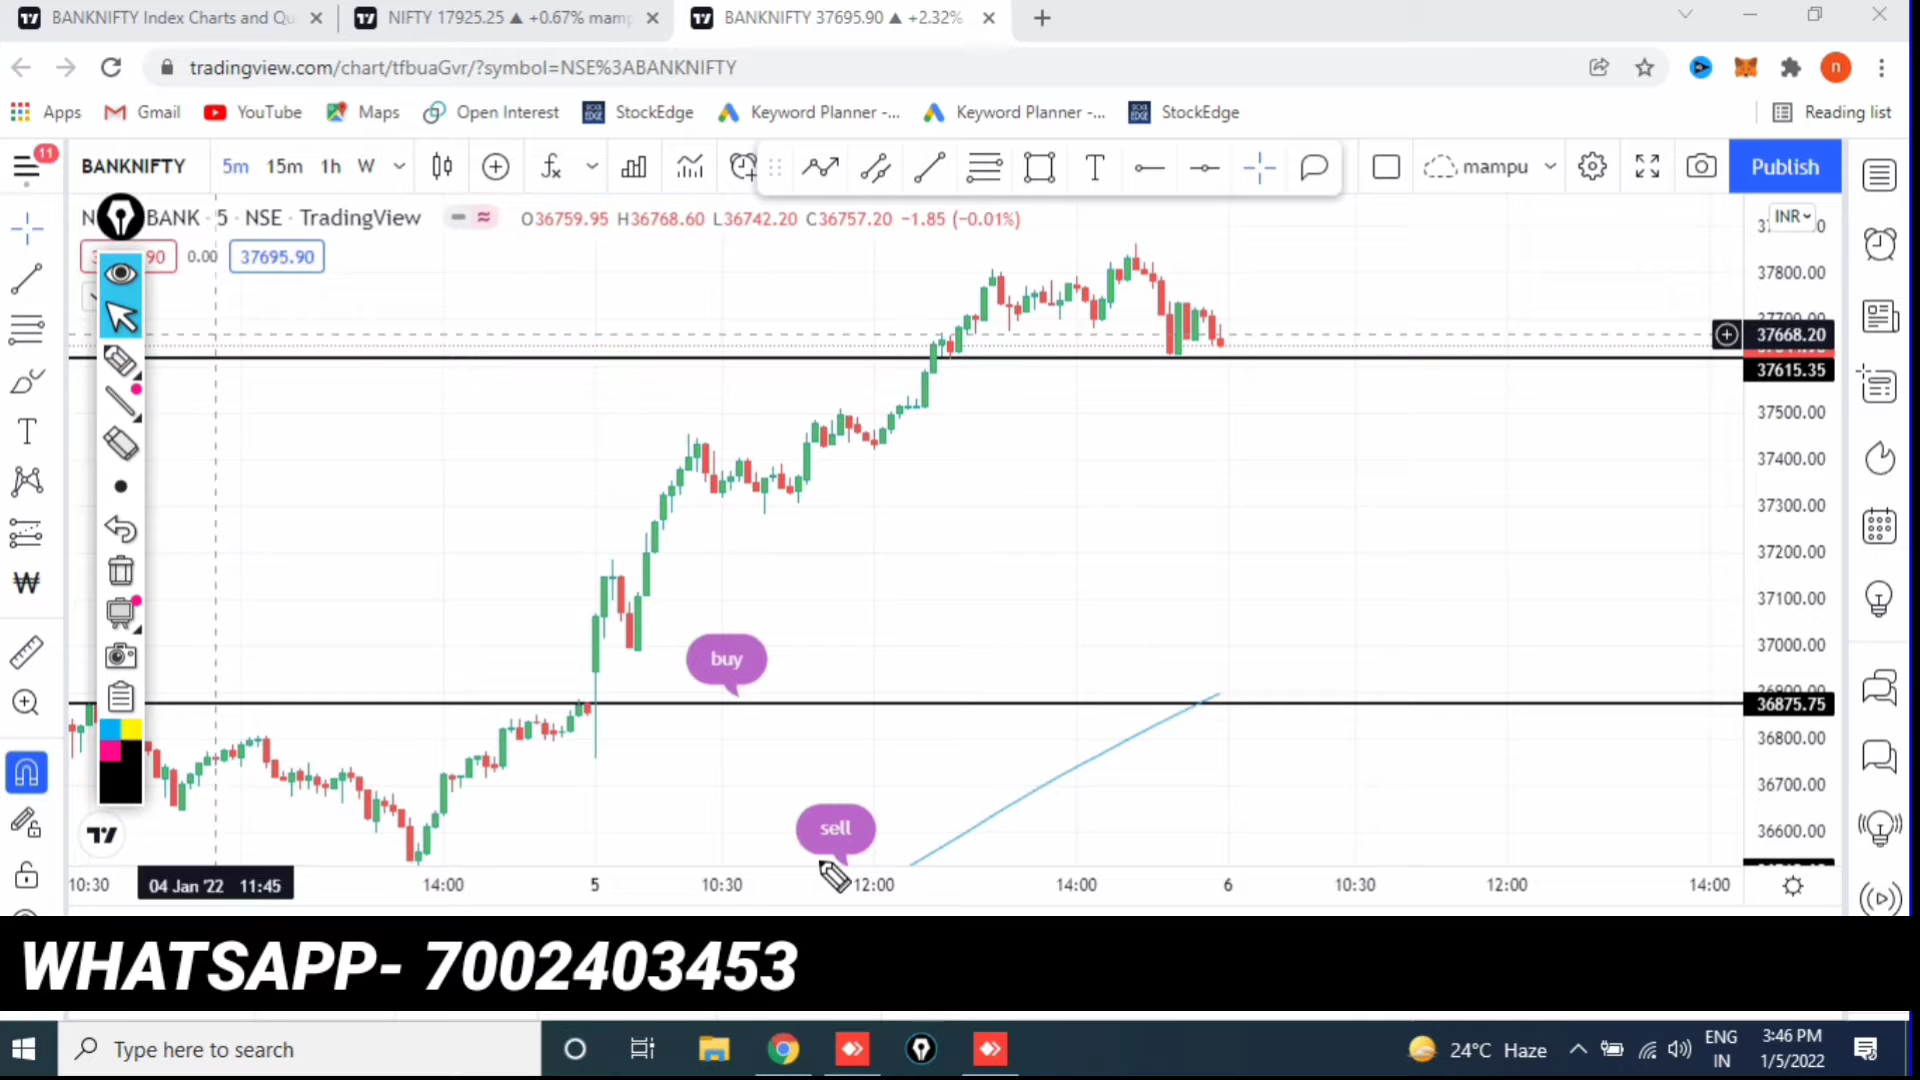 BANKNIFTY Index Charts and Qu
NIFTY 17925.25 ▲ +0.67% mamp
BANKNIFTY 37695.90 ▲ +2.32%
tradingview.com/chart/tfbuaGvr/?symbol=NSE%3ABANKNIFTY
n
Apps
Gmail
YouTube
Maps
Open Interest
StockEdge
Keyword Planner -...
Keyword Planner -...
StockEdge
Reading list
11
BANKNIFTY
5m
15m
1h
W
mampu
Publish
BANK · 5 · NSE · TradingView
O36759.95 H36768.60 L36742.20 C36757.20 −1.85 (−0.01%)
INR
90
0.00
37695.90
37800.00
37668.20
37615.35
37500.00
37400.00
37300.00
37200.00
37100.00
37000.00
buy
36875.75
36800.00
36700.00
sell
36600.00
10:30
04 Jan '22 11:45
14:00
5
10:30
12:00
14:00
6
10:30
12:00
14:00
WHATSAPP- 7002403453
Type here to search
24°C Haze
ENG
IN
3:46 PM
1/5/2022